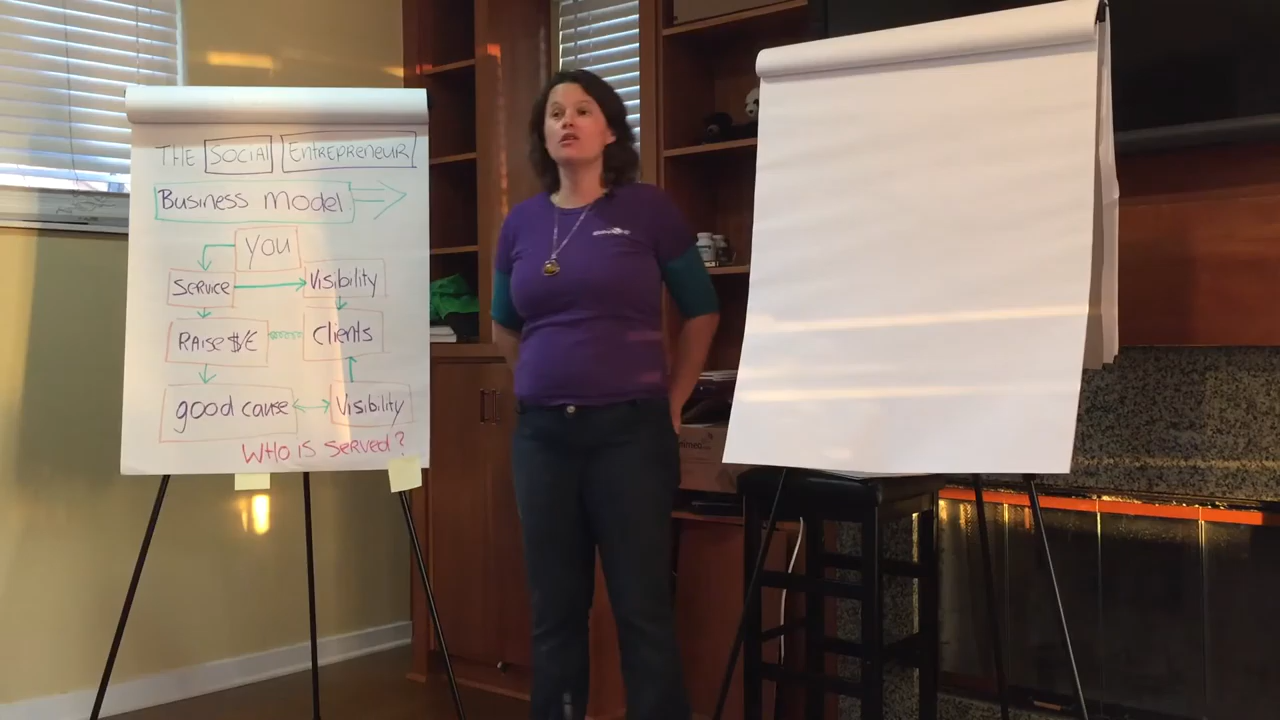 THE SOCIAL ENTREPRENEUR
Business Model
YOU
SERVICE Visibility
RAISE $/€ Clients
good cause Visibility
WHO IS SERVED?